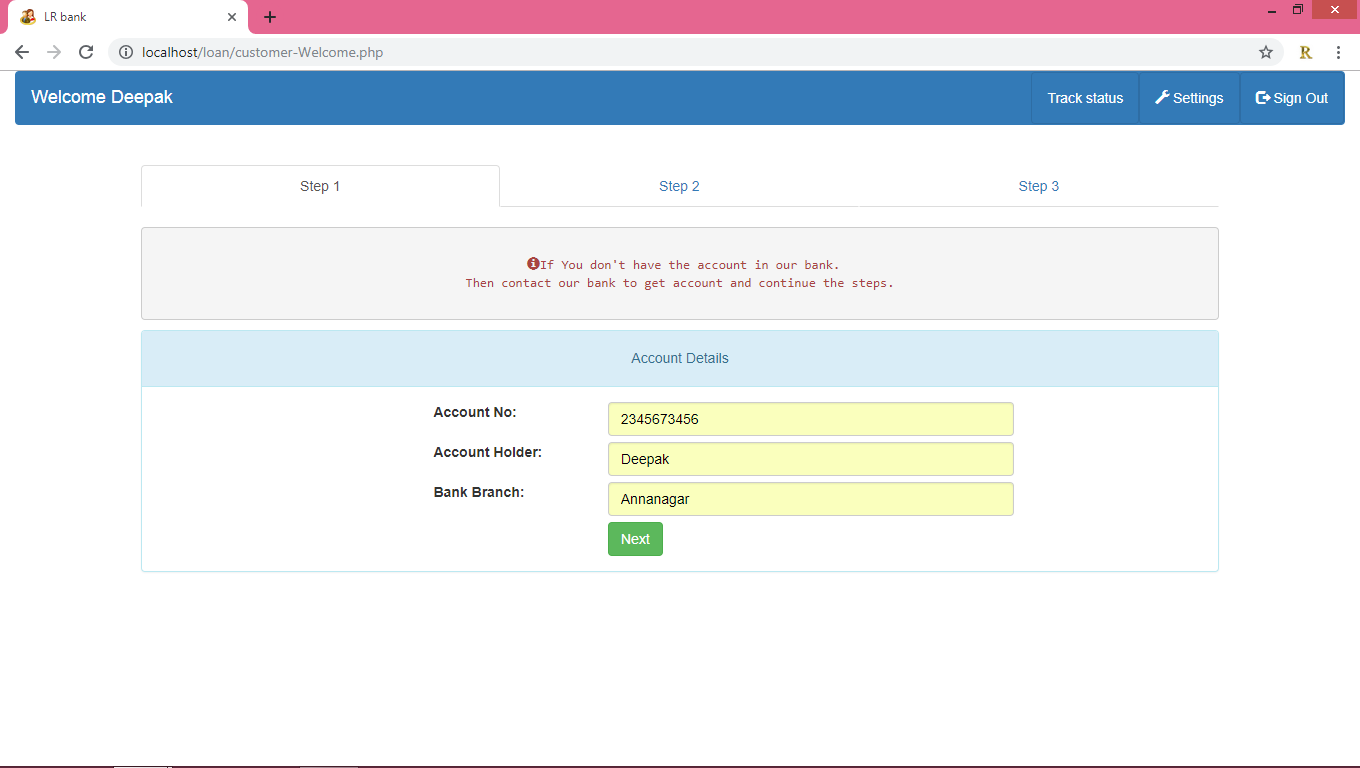 LR bank
localhost/loan/customer-Welcome.php
R
Welcome Deepak
Track status
Settings
Sign Out
Step 1
Step 2
Step 3
If You don't have the account in our bank.
Then contact our bank to get account and continue the steps.
Account Details
Account No:
2345673456
Account Holder:
Deepak
Bank Branch:
Annanagar
Next